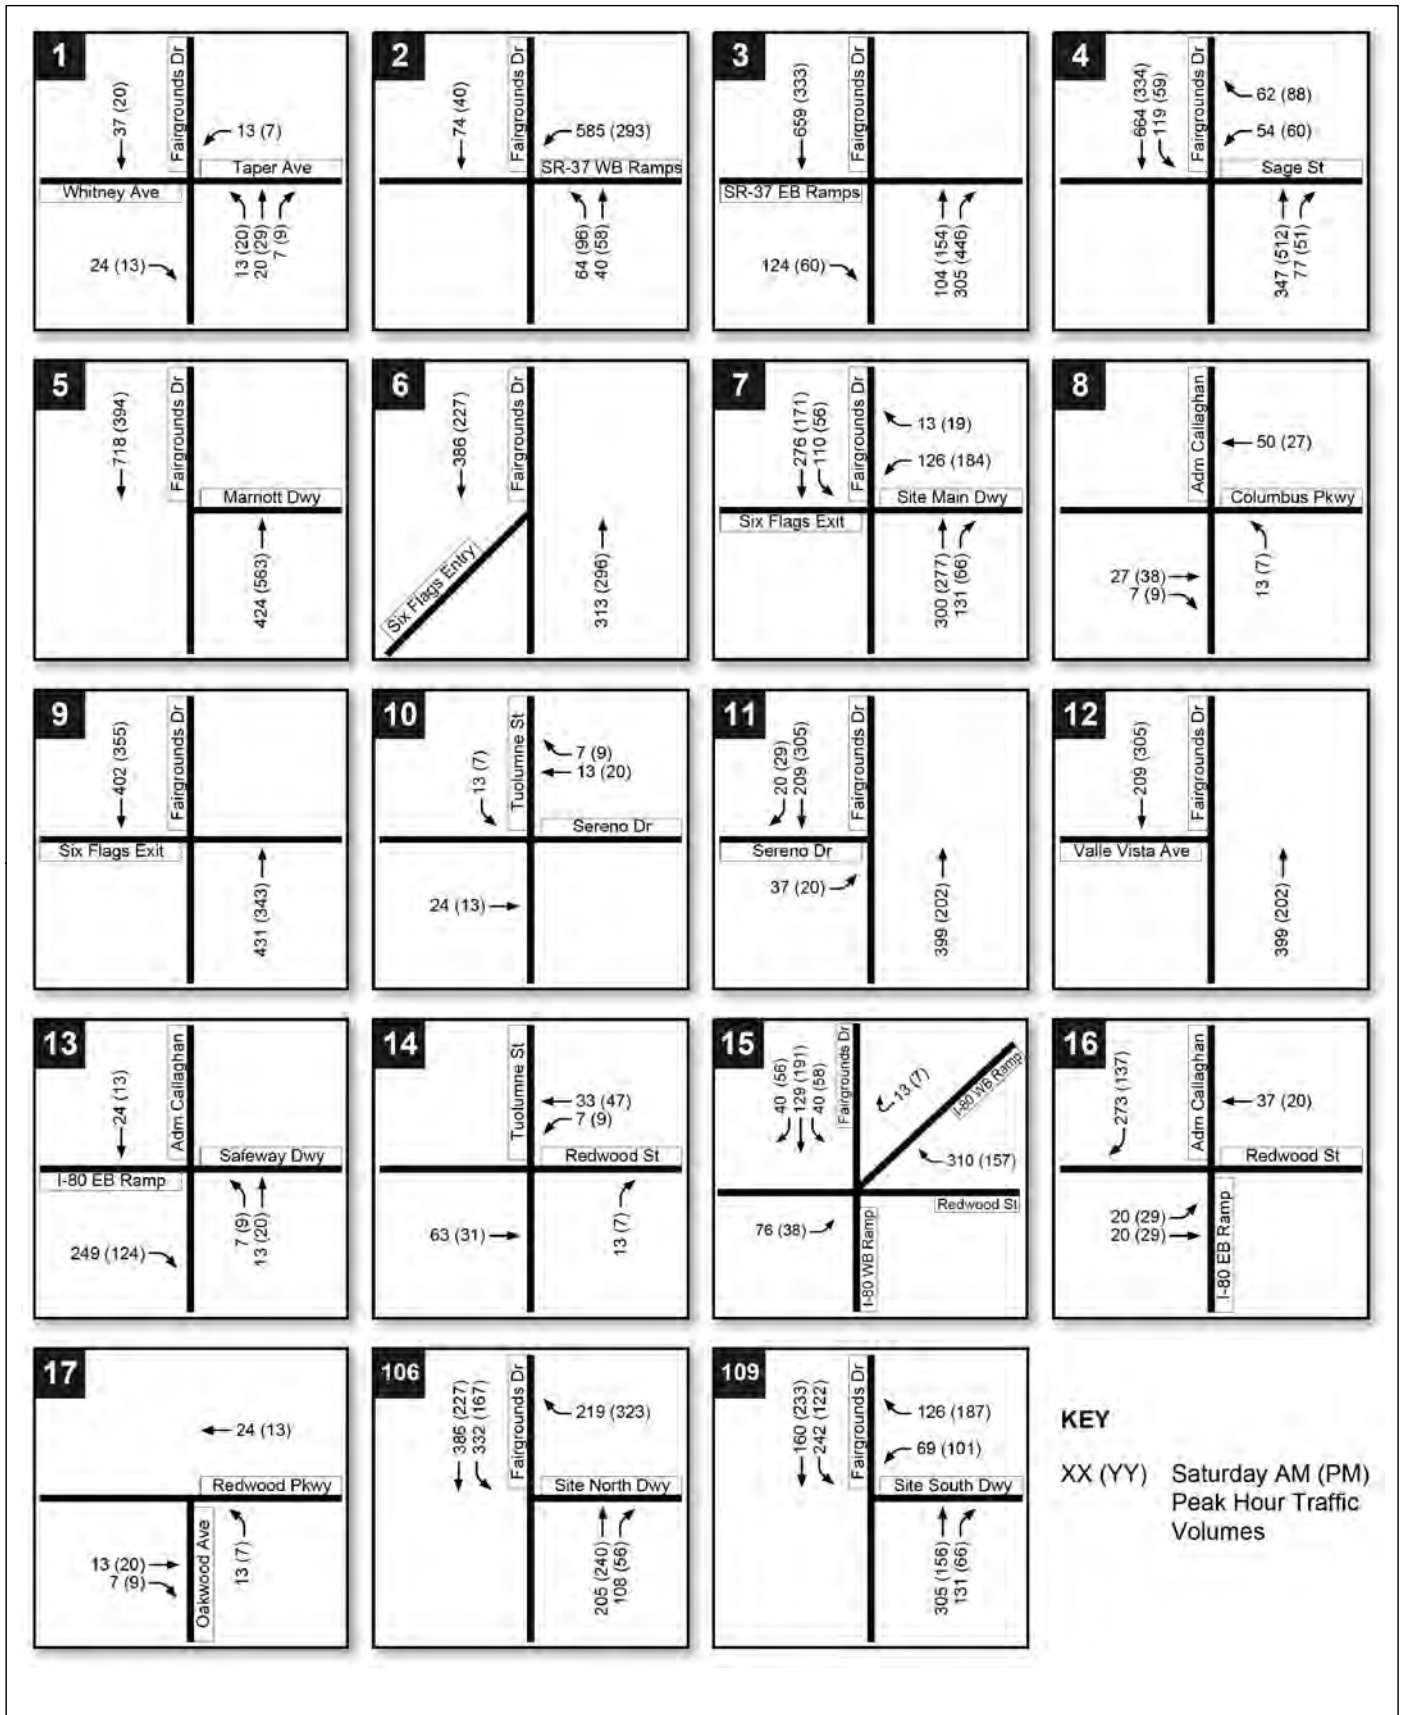 1
Fairgrounds Dr
37 (20)
13 (7)
Taper Ave
Whitney Ave
24 (13)
13 (20)
20 (29)
7 (9)
2
Fairgrounds Dr
74 (40)
585 (293)
SR-37 WB Ramps
64 (96)
40 (58)
3
Fairgrounds Dr
659 (333)
SR-37 EB Ramps
124 (60)
104 (154)
305 (446)
4
Fairgrounds Dr
664 (334)
119 (59)
62 (88)
54 (60)
Sage St
347 (512)
77 (51)
5
Fairgrounds Dr
718 (394)
Marriott Dwy
424 (563)
6
Fairgrounds Dr
386 (227)
Six Flags Entry
313 (296)
7
Fairgrounds Dr
276 (171)
110 (56)
13 (19)
126 (184)
Site Main Dwy
Six Flags Exit
300 (277)
131 (66)
8
Adm Callaghan
50 (27)
Columbus Pkwy
27 (38)
7 (9)
13 (7)
9
Fairgrounds Dr
402 (355)
Six Flags Exit
431 (343)
10
Tuolumne St
13 (7)
7 (9)
13 (20)
Sereno Dr
24 (13)
11
Fairgrounds Dr
20 (29)
209 (305)
Sereno Dr
37 (20)
399 (202)
12
Fairgrounds Dr
209 (305)
Valle Vista Ave
399 (202)
13
Adm Callaghan
24 (13)
Safeway Dwy
I-80 EB Ramp
249 (124)
7 (9)
13 (20)
14
Tuolumne St
33 (47)
7 (9)
Redwood St
63 (31)
13 (7)
15
Fairgrounds Dr
40 (56)
129 (191)
40 (58)
13 (7)
I-80 WB Ramp
310 (157)
Redwood St
76 (38)
I-80 WB Ramp
16
Adm Callaghan
273 (137)
37 (20)
Redwood St
20 (29)
20 (29)
I-80 EB Ramp
17
24 (13)
Redwood Pkwy
13 (20)
7 (9)
Oakwood Ave
13 (7)
106
Fairgrounds Dr
386 (227)
332 (167)
219 (323)
Site North Dwy
205 (240)
108 (56)
109
Fairgrounds Dr
160 (233)
242 (122)
126 (187)
69 (101)
Site South Dwy
305 (156)
131 (66)
KEY
XX (YY) Saturday AM (PM)
Peak Hour Traffic
Volumes